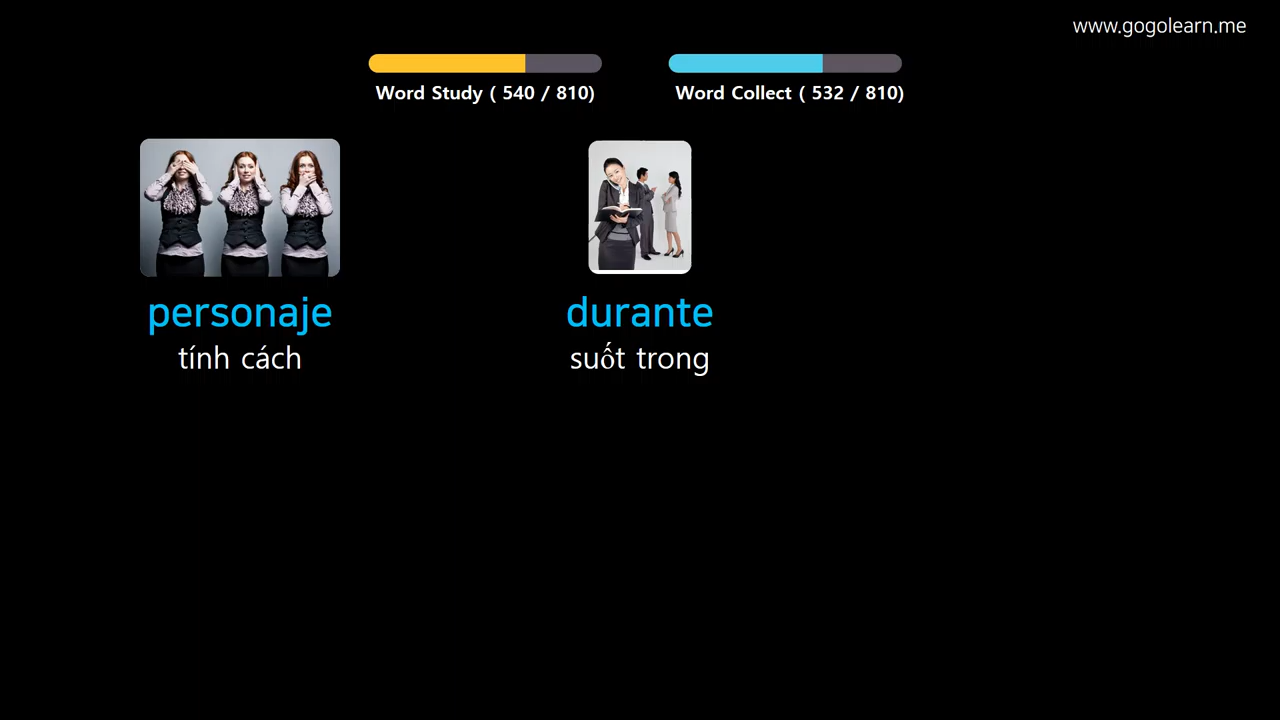 www.gogolearn.me
Word Study ( 540 / 810)
Word Collect ( 532 / 810)
personaje
tính cách
durante
suốt trong